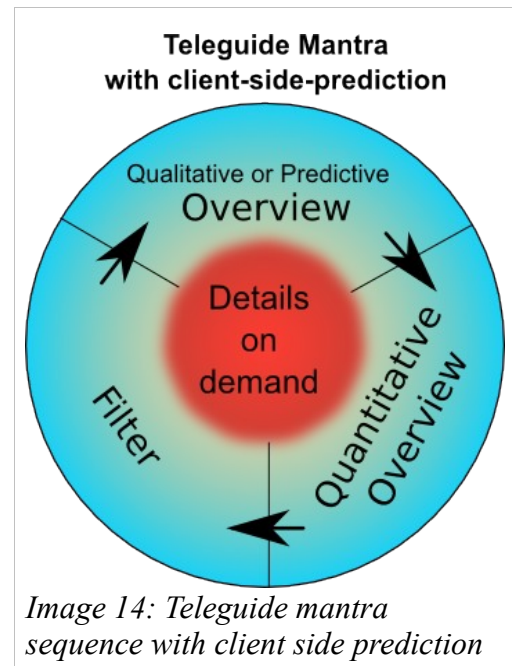 Teleguide Mantra
with client-side-prediction
Qualitative or Predictive
Overview
Quantitative
Overview
Filter
Details
on
demand
Image 14: Teleguide mantra
sequence with client side prediction